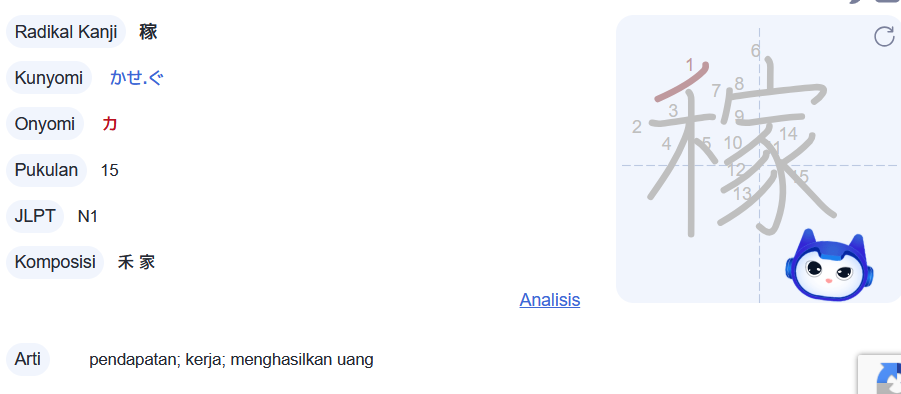 Radikal Kanji 稼
Kunyomi かせ.ぐ
Onyomi カ
Pukulan 15
JLPT N1
Komposisi 禾 家
Analisis
Arti pendapatan; kerja; menghasilkan uang
稼
1
2
3
4
5
6
7
8
9
10
12
13
14
15